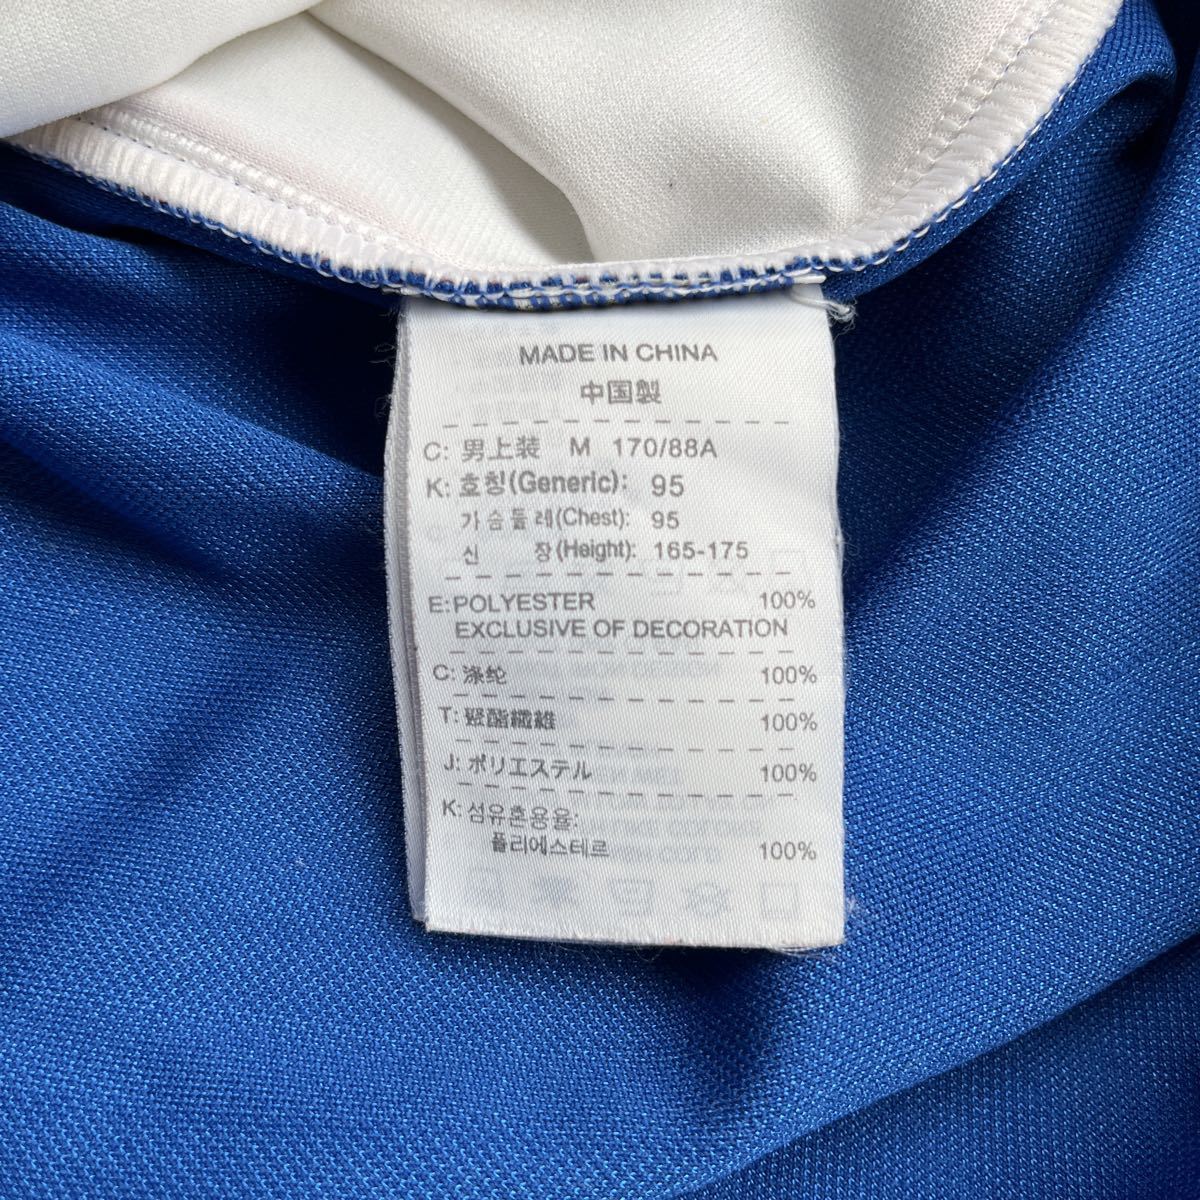 MADE IN CHINA
中国製
C: 男上装 M 170/88A
K: 호칭(Generic): 95
가슴둘레(Chest): 95
신 장(Height): 165-175
E: POLYESTER 100%
EXCLUSIVE OF DECORATION
C: 涤纶 100%
T: 聚酯纖維 100%
J: ポリエステル 100%
K: 섬유혼용율:
폴리에스테르 100%